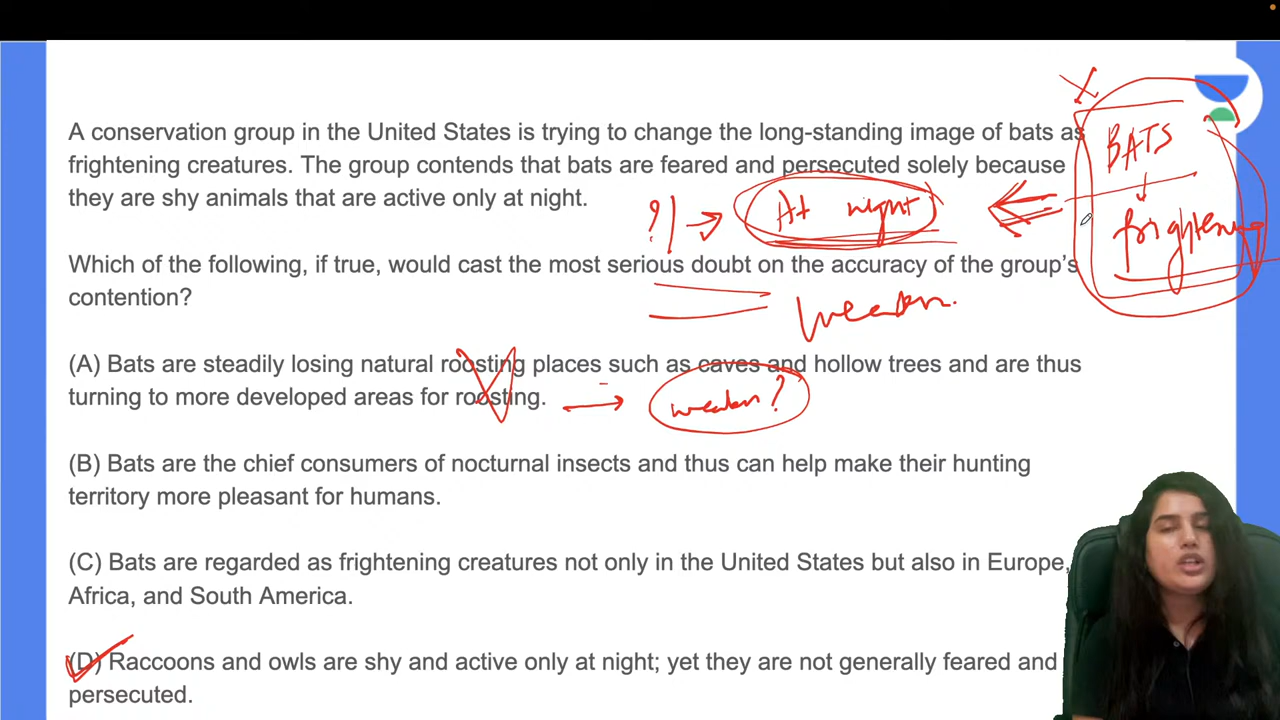 A conservation group in the United States is trying to change the long-standing image of bats as
frightening creatures. The group contends that bats are feared and persecuted solely because
they are shy animals that are active only at night.
BATS
frightening
?
At night
Which of the following, if true, would cast the most serious doubt on the accuracy of the group's
contention?
weaken.
(A) Bats are steadily losing natural roosting places such as caves and hollow trees and are thus
turning to more developed areas for roosting.
weaken?
(B) Bats are the chief consumers of nocturnal insects and thus can help make their hunting
territory more pleasant for humans.
(C) Bats are regarded as frightening creatures not only in the United States but also in Europe,
Africa, and South America.
(D) Raccoons and owls are shy and active only at night; yet they are not generally feared and
persecuted.